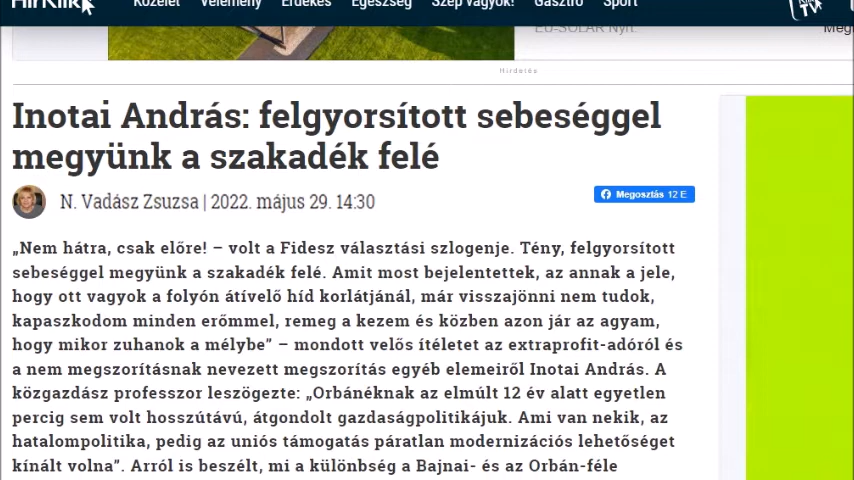 HírKlikk
Közélet Vélemény Érdekes Egészség Szép vagyok! Gasztró Sport
TV
EU-SOLAR Nyrt.
Hirdetés
Inotai András: felgyorsított sebeséggel
megyünk a szakadék felé
N. Vadász Zsuzsa | 2022. május 29. 14:30
Megosztás 12 E
„Nem hátra, csak előre! – volt a Fidesz választási szlogenje. Tény, felgyorsított
sebeséggel megyünk a szakadék felé. Amit most bejelentettek, az annak a jele,
hogy ott vagyok a folyón átívelő híd korlátjánál, már visszajönni nem tudok,
kapaszkodom minden erőmmel, remeg a kezem és közben azon jár az agyam,
hogy mikor zuhanok a mélybe” – mondott velős ítéletet az extraprofit-adóról és
a nem megszorításnak nevezett megszorítás egyéb elemeiről Inotai András. A
közgazdász professzor leszögezte: „Orbánéknak az elmúlt 12 év alatt egyetlen
percig sem volt hosszútávú, átgondolt gazdaságpolitikájuk. Ami van nekik, az
hatalompolitika, pedig az uniós támogatás páratlan modernizációs lehetőséget
kínált volna”. Arról is beszélt, mi a különbség a Bajnai- és az Orbán-féle